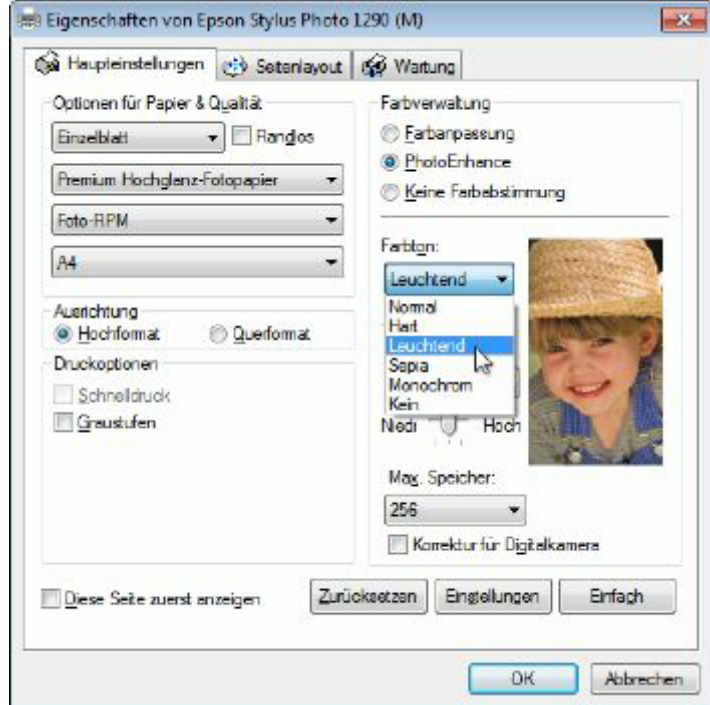 Eigenschaften von Epson Stylus Photo 1290 (M)
Haupteinstellungen
Seitenlayout
Wartung
Optionen für Papier & Qualität
Einzelblatt
Randlos
Premium Hochglanz-Fotopapier
Foto-RPM
A4
Ausrichtung
Hochformat
Querformat
Druckoptionen
Schnelldruck
Graustufen
Farbverwaltung
Farbanpassung
PhotoEnhance
Keine Farbabstimmung
Farbton:
Leuchtend
Normal
Hart
Leuchtend
Sepia
Monochrom
Kein
Niedr
Hoch
Max. Speicher:
256
Korrektur für Digitalkamera
Diese Seite zuerst anzeigen
Zurücksetzen
Einstellungen
Einfach
OK
Abbrechen